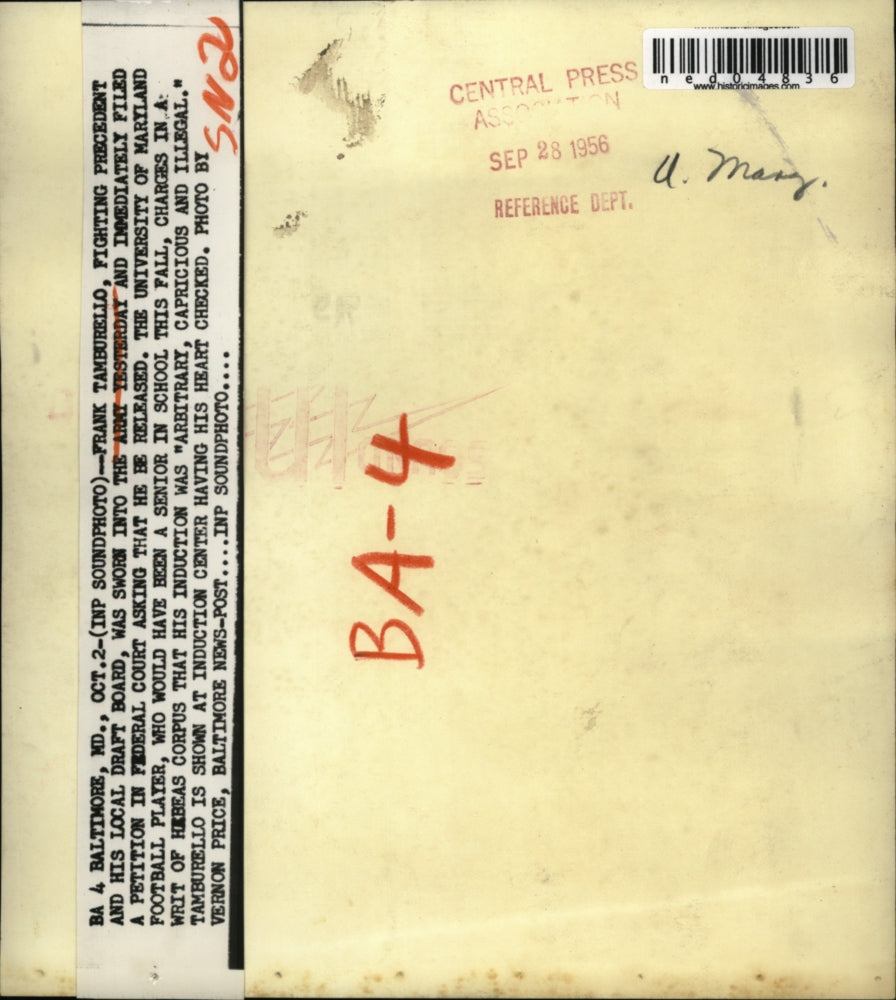 BA 4 BALTIMORE, MD., OCT.2-(INP SOUNDPHOTO)--FRANK TAMBURELLO, FIGHTING PRECEDENT
AND HIS LOCAL DRAFT BOARD, WAS SWORN INTO THE ARMY YESTERDAY AND IMMEDIATELY FILED
A PETITION IN FEDERAL COURT ASKING THAT HE BE RELEASED. THE UNIVERSITY OF MARYLAND
FOOTBALL PLAYER, WHO WOULD HAVE BEEN A SENIOR IN SCHOOL THIS FALL, CHARGES IN A
WRIT OF HABEAS CORPUS THAT HIS INDUCTION WAS "ARBITRARY, CAPRICIOUS AND ILLEGAL."
TAMBURELLO IS SHOWN AT INDUCTION CENTER HAVING HIS HEART CHECKED. PHOTO BY
VERNON PRICE, BALTIMORE NEWS-POST....INP SOUNDPHOTO....
SN2
CENTRAL PRESS
ASSOCIATION
SEP 28 1956
REFERENCE DEPT.
ned04836
www.historicimages.com
U. Mary.
BA-4